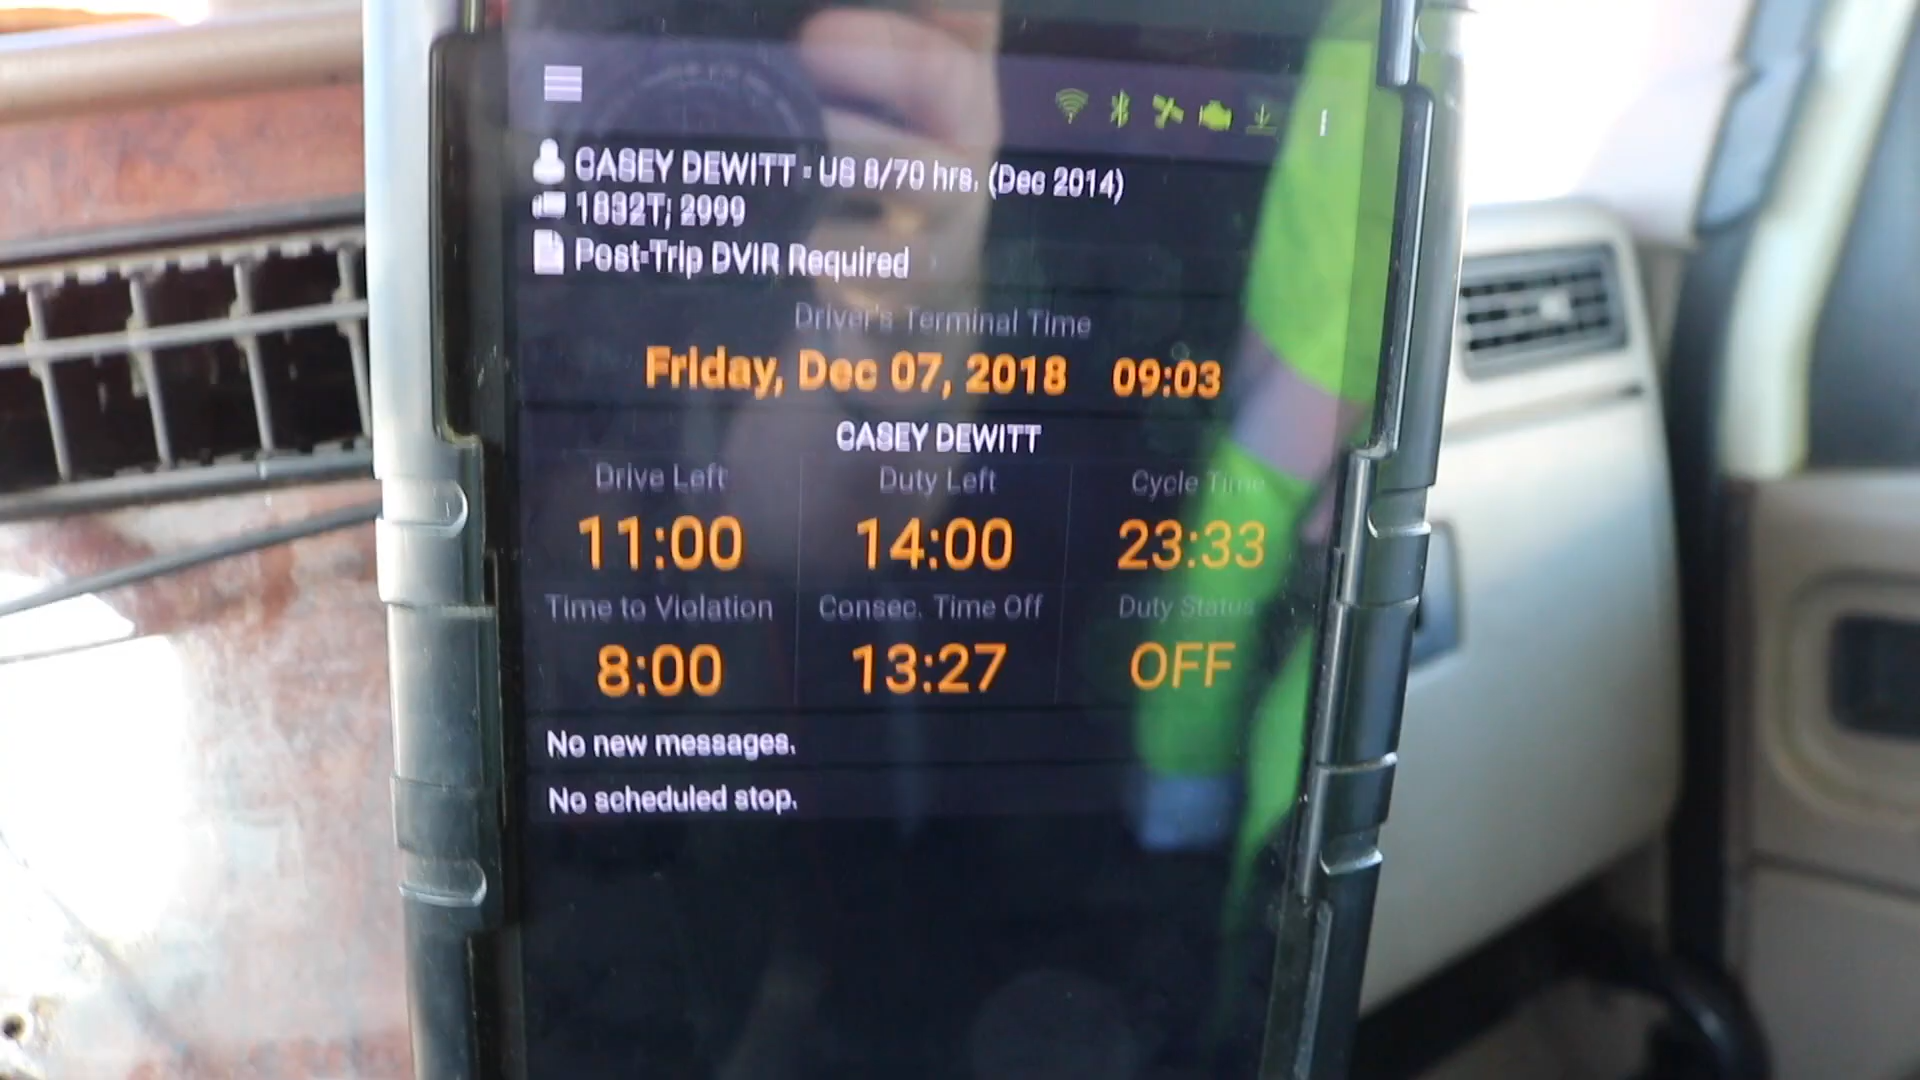 CASEY DEWITT - US 8/70 hrs. (Dec 2014)
1832T; 2999
Post-Trip DVIR Required
Driver's Terminal Time
Friday, Dec 07, 2018 09:03
CASEY DEWITT
Drive Left Duty Left Cycle Time
11:00 14:00 23:33
Time to Violation Consec. Time Off Duty Status
8:00 13:27 OFF
No new messages.
No scheduled stop.